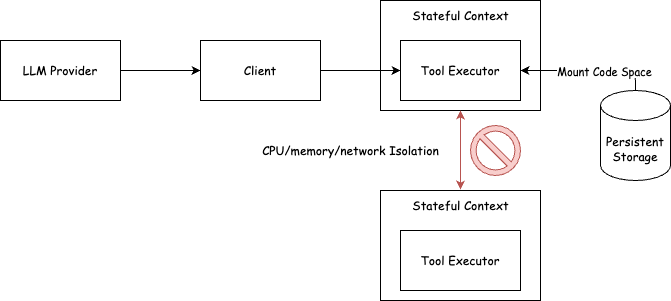 Stateful Context
LLM Provider
Client
Tool Executor
Mount Code Space
Persistent
Storage
CPU/memory/network Isolation
Stateful Context
Tool Executor